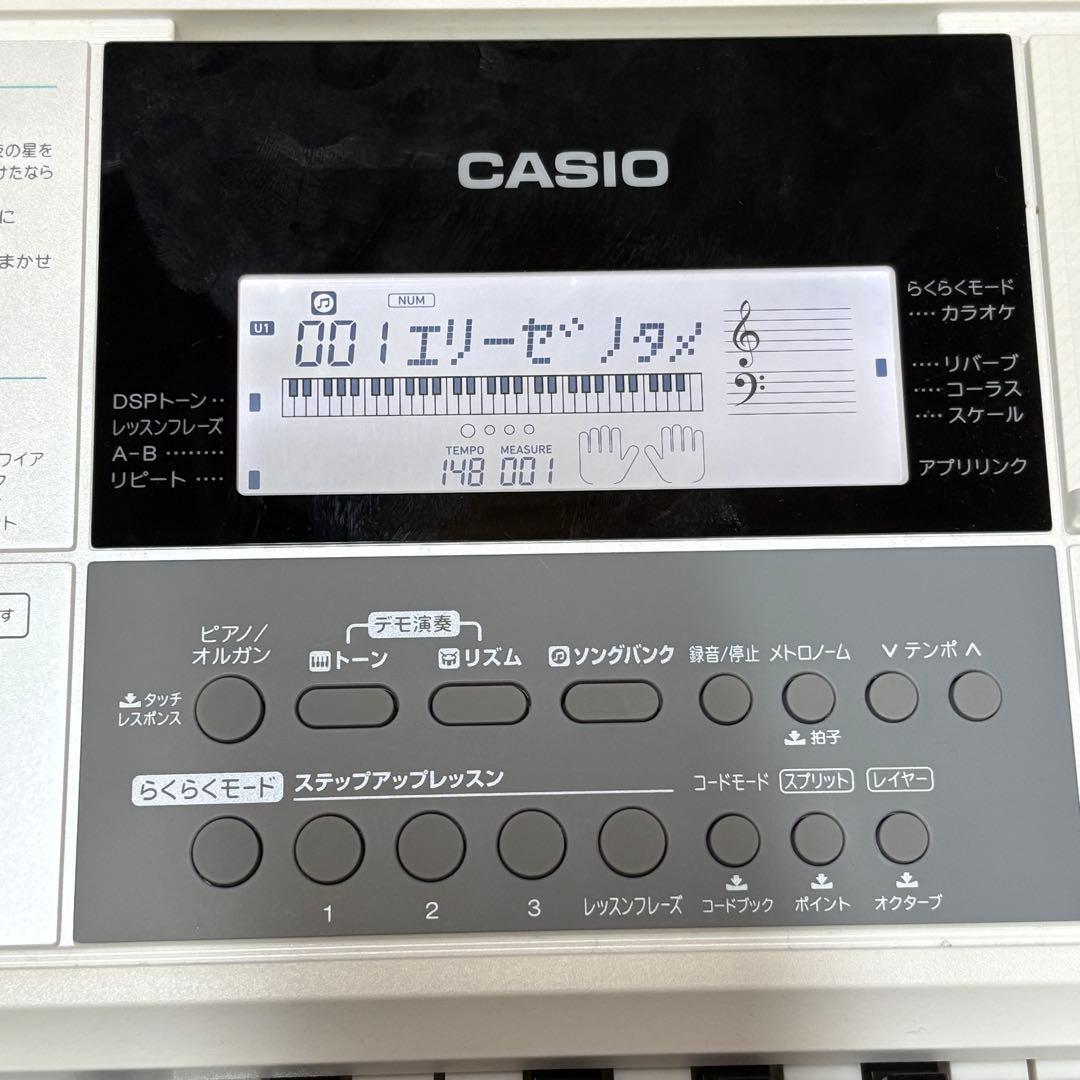 夜の星を
けたなら
に
まかせ
ワイア
ク
ト
す
CASIO
NUM
U1
001エリーゼノタメ
TEMPO MEASURE
148 001
DSPトーン‥
レッスンフレーズ
A-B ‥‥‥‥
リピート ‥‥
らくらくモード
‥‥ カラオケ
‥‥ リバーブ
‥‥ コーラス
‥‥ スケール
アプリリンク
デモ演奏
ピアノ/
オルガン
トーン リズム ソングバンク 録音/停止 メトロノーム ∨ テンポ ∧
タッチ
レスポンス
拍子
らくらくモード ステップアップレッスン コードモード スプリット レイヤー
1 2 3 レッスンフレーズ コードブック ポイント オクターブ